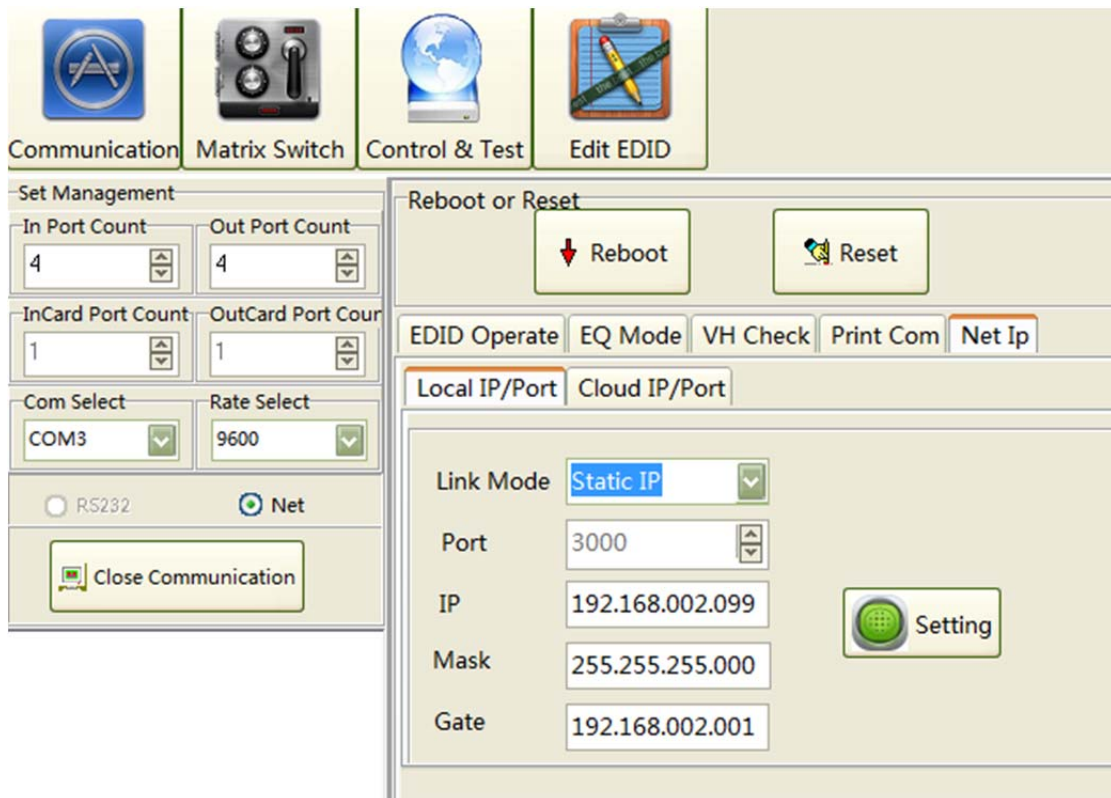 Communication
Matrix Switch
Control & Test
Edit EDID
Set Management
In Port Count
Out Port Count
4
4
InCard Port Count
OutCard Port Coun
1
1
Com Select
Rate Select
COM3
9600
RS232
Net
Close Communication
Reboot or Reset
Reboot
Reset
EDID Operate
EQ Mode
VH Check
Print Com
Net Ip
Local IP/Port
Cloud IP/Port
Link Mode
Static IP
Port
3000
IP
192.168.002.099
Setting
Mask
255.255.255.000
Gate
192.168.002.001